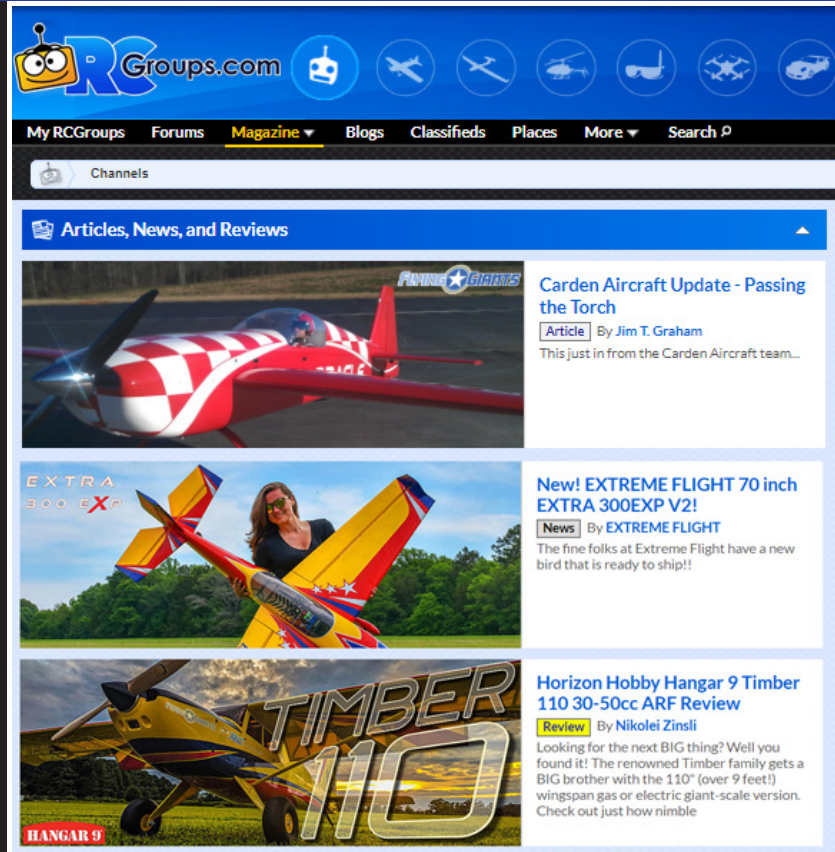 RCGroups.com
My RCGroups Forums Magazine Blogs Classifieds Places More Search
Channels
Articles, News, and Reviews
FLYING GIANTS
ORACLE
Carden Aircraft Update - Passing
the Torch
Article By Jim T. Graham
This just in from the Carden Aircraft team...
EXTRA
300 EXP
New! EXTREME FLIGHT 70 inch
EXTRA 300EXP V2!
News By EXTREME FLIGHT
The fine folks at Extreme Flight have a new
bird that is ready to ship!!
TIMBER
110
HANGAR 9
Horizon Hobby Hangar 9 Timber
110 30-50cc ARF Review
Review By Nikolei Zinsli
Looking for the next BIG thing? Well you
found it! The renowned Timber family gets a
BIG brother with the 110" (over 9 feet!)
wingspan gas or electric giant-scale version.
Check out just how nimble